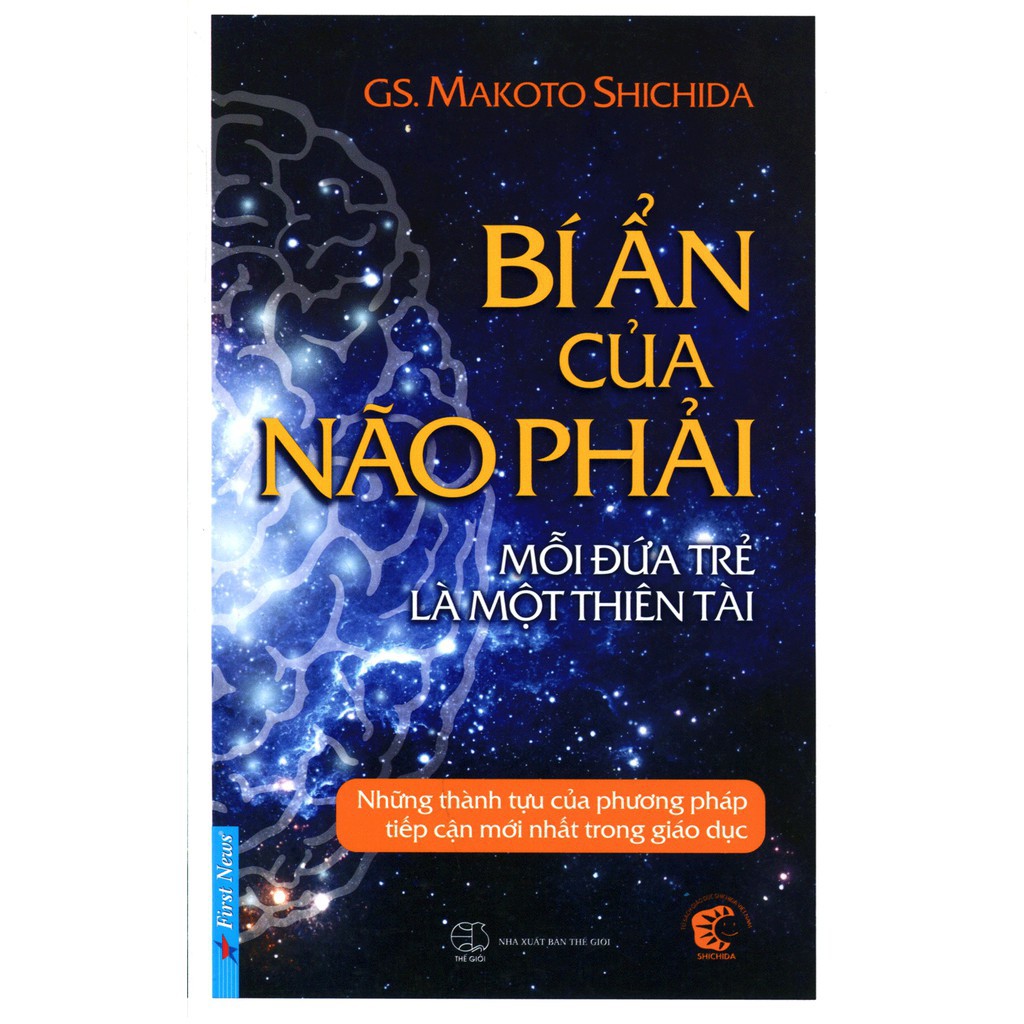 GS. MAKOTO SHICHIDA
BÍ ẨN
CỦA
NÃO PHẢI
MỖI ĐỨA TRẺ
LÀ MỘT THIÊN TÀI
Những thành tựu của phương pháp
tiếp cận mới nhất trong giáo dục
First News
THẾ GIỚI
NHÀ XUẤT BẢN THẾ GIỚI
SHICHIDA